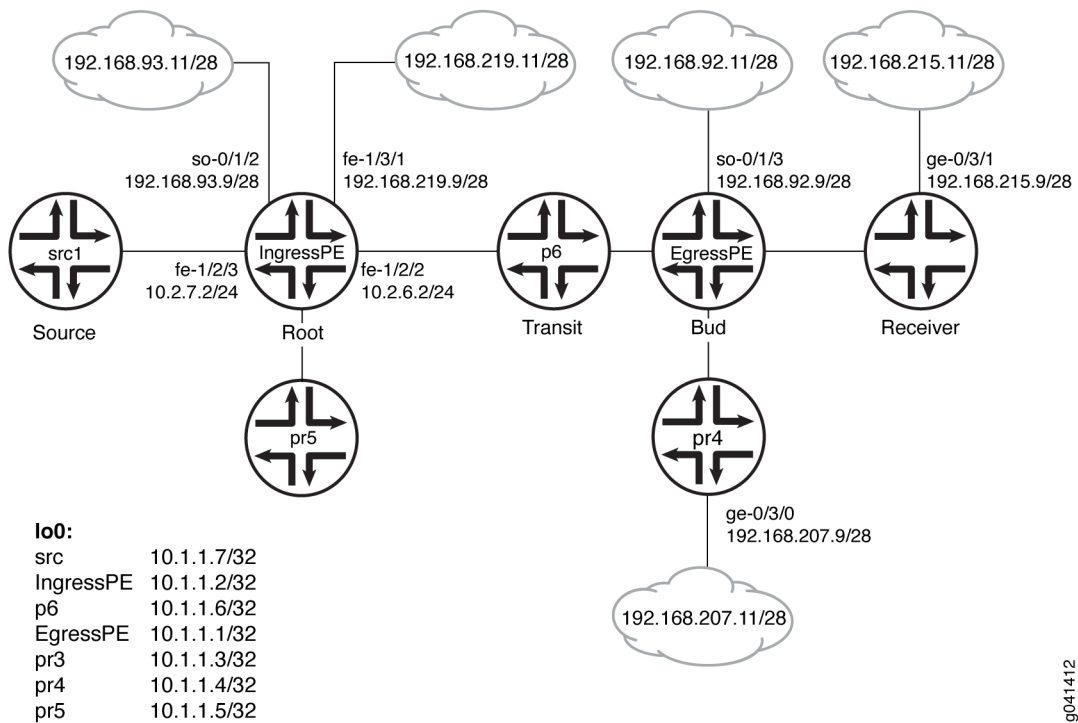 192.168.93.11/28
192.168.219.11/28
192.168.92.11/28
192.168.215.11/28
so-0/1/2
192.168.93.9/28
fe-1/3/1
192.168.219.9/28
so-0/1/3
192.168.92.9/28
ge-0/3/1
192.168.215.9/28
src1
IngressPE
p6
EgressPE
fe-1/2/3
10.2.7.2/24
fe-1/2/2
10.2.6.2/24
Source
Root
Transit
Bud
Receiver
pr5
pr4
ge-0/3/0
192.168.207.9/28
192.168.207.11/28
lo0:
src 10.1.1.7/32
IngressPE 10.1.1.2/32
p6 10.1.1.6/32
EgressPE 10.1.1.1/32
pr3 10.1.1.3/32
pr4 10.1.1.4/32
pr5 10.1.1.5/32
g041412